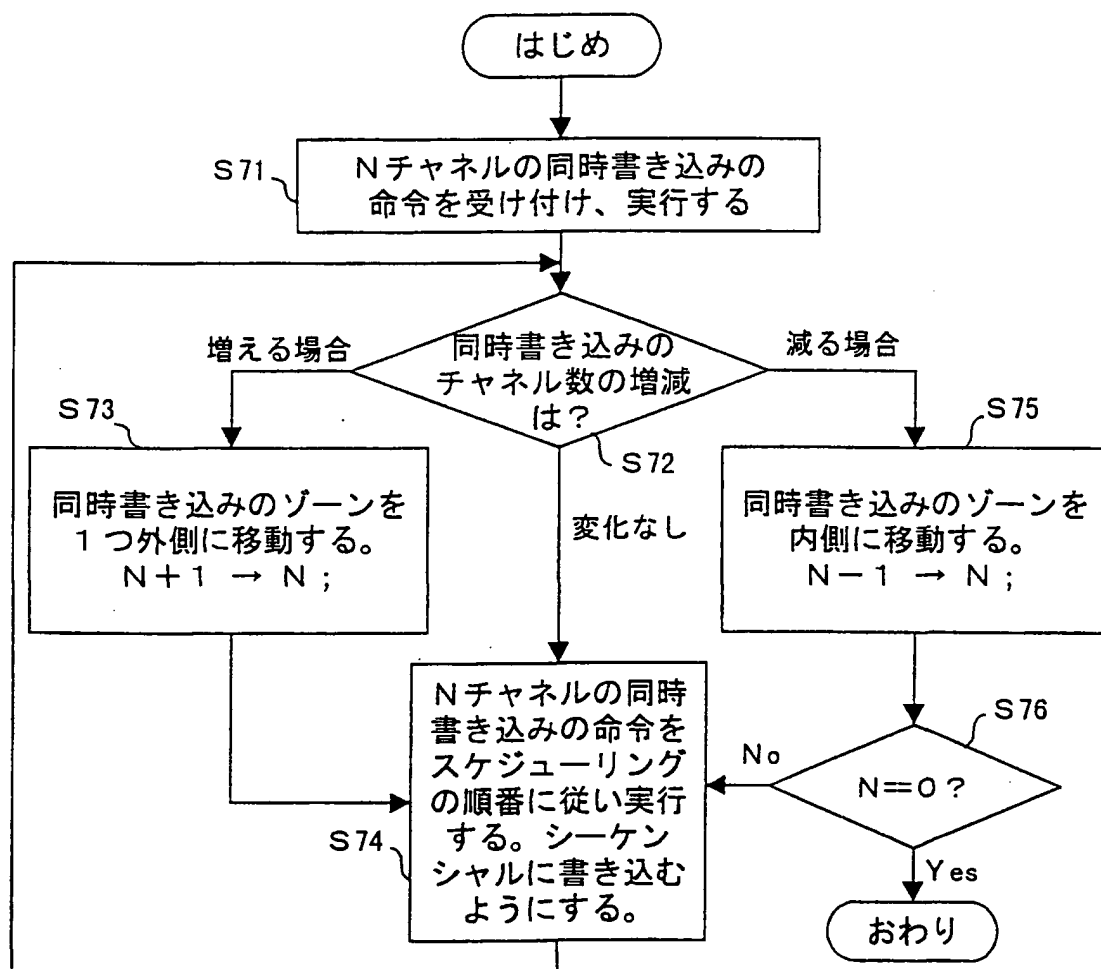 はじめ
S71
Nチャネルの同時書き込みの
命令を受け付け、実行する
増える場合
同時書き込みの
チャネル数の増減
は?
減る場合
S73
S72
S75
同時書き込みのゾーンを
1つ外側に移動する。
N+1 → N ;
変化なし
同時書き込みのゾーンを
内側に移動する。
N−1 → N ;
Nチャネルの同時
書き込みの命令を
スケジューリング
の順番に従い実行
する。シーケン
シャルに書き込む
ようにする。
S74
S76
No
N==0?
Yes
おわり